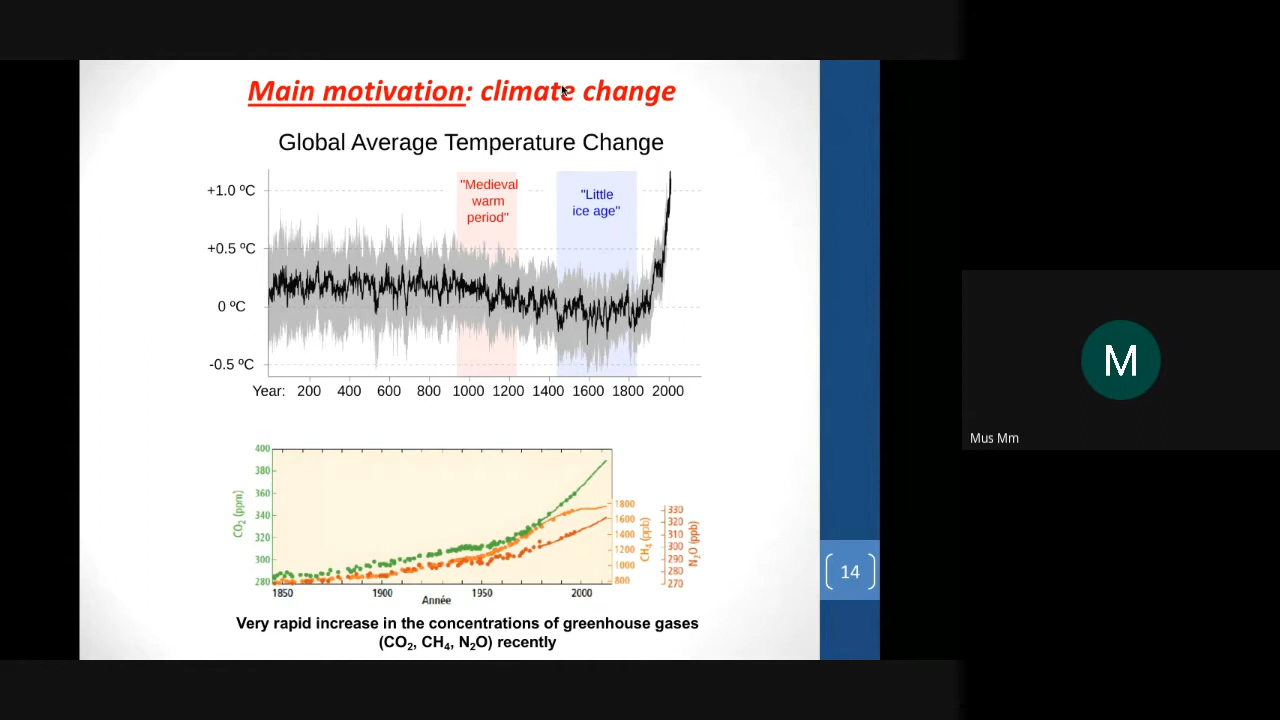 Main motivation: climate change
Global Average Temperature Change
+1.0 ºC
+0.5 ºC
0 ºC
-0.5 ºC
"Medieval
warm
period"
"Little
ice age"
Year: 200 400 600 800 1000 1200 1400 1600 1800 2000
400
380
360
340
320
300
280
CO₂ (ppm)
1800
1600
1400
1200
1000
800
CH₄ (ppb)
330
320
310
300
290
280
270
N₂O (ppb)
1850 1900 1950 2000
Année
Very rapid increase in the concentrations of greenhouse gases
(CO₂, CH₄, N₂O) recently
14
M
Mus Mm